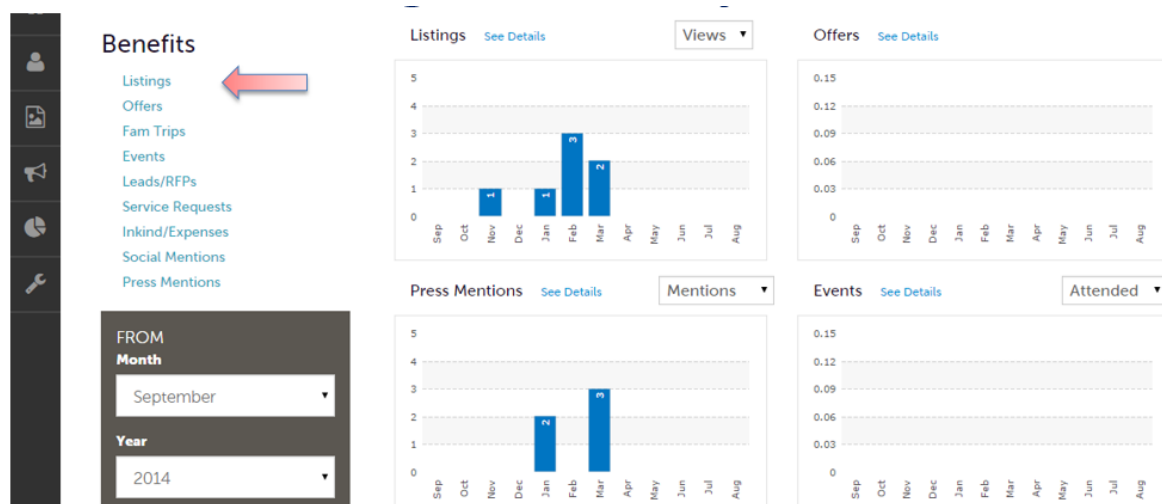 Benefits
Listings
Offers
Fam Trips
Events
Leads/RFPs
Service Requests
Inkind/Expenses
Social Mentions
Press Mentions
FROM
Month
September
Year
2014
Listings See Details Views
5
4
3
2
1
0
1
1
3
2
Sep Oct Nov Dec Jan Feb Mar Apr May Jun Jul Aug
Offers See Details
0.15
0.12
0.09
0.06
0.03
0
Sep Oct Nov Dec Jan Feb Mar Apr May Jun Jul Aug
Press Mentions See Details Mentions
5
4
3
2
1
0
2
3
Sep Oct Nov Dec Jan Feb Mar Apr May Jun Jul Aug
Events See Details Attended
0.15
0.12
0.09
0.06
0.03
0
Sep Oct Nov Dec Jan Feb Mar Apr May Jun Jul Aug